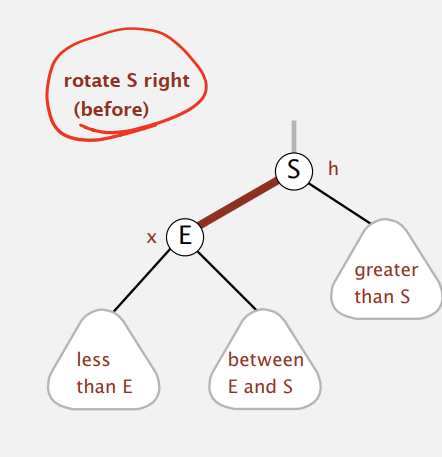 rotate S right
(before)
S
h
x
E
greater
than S
less
than E
between
E and S